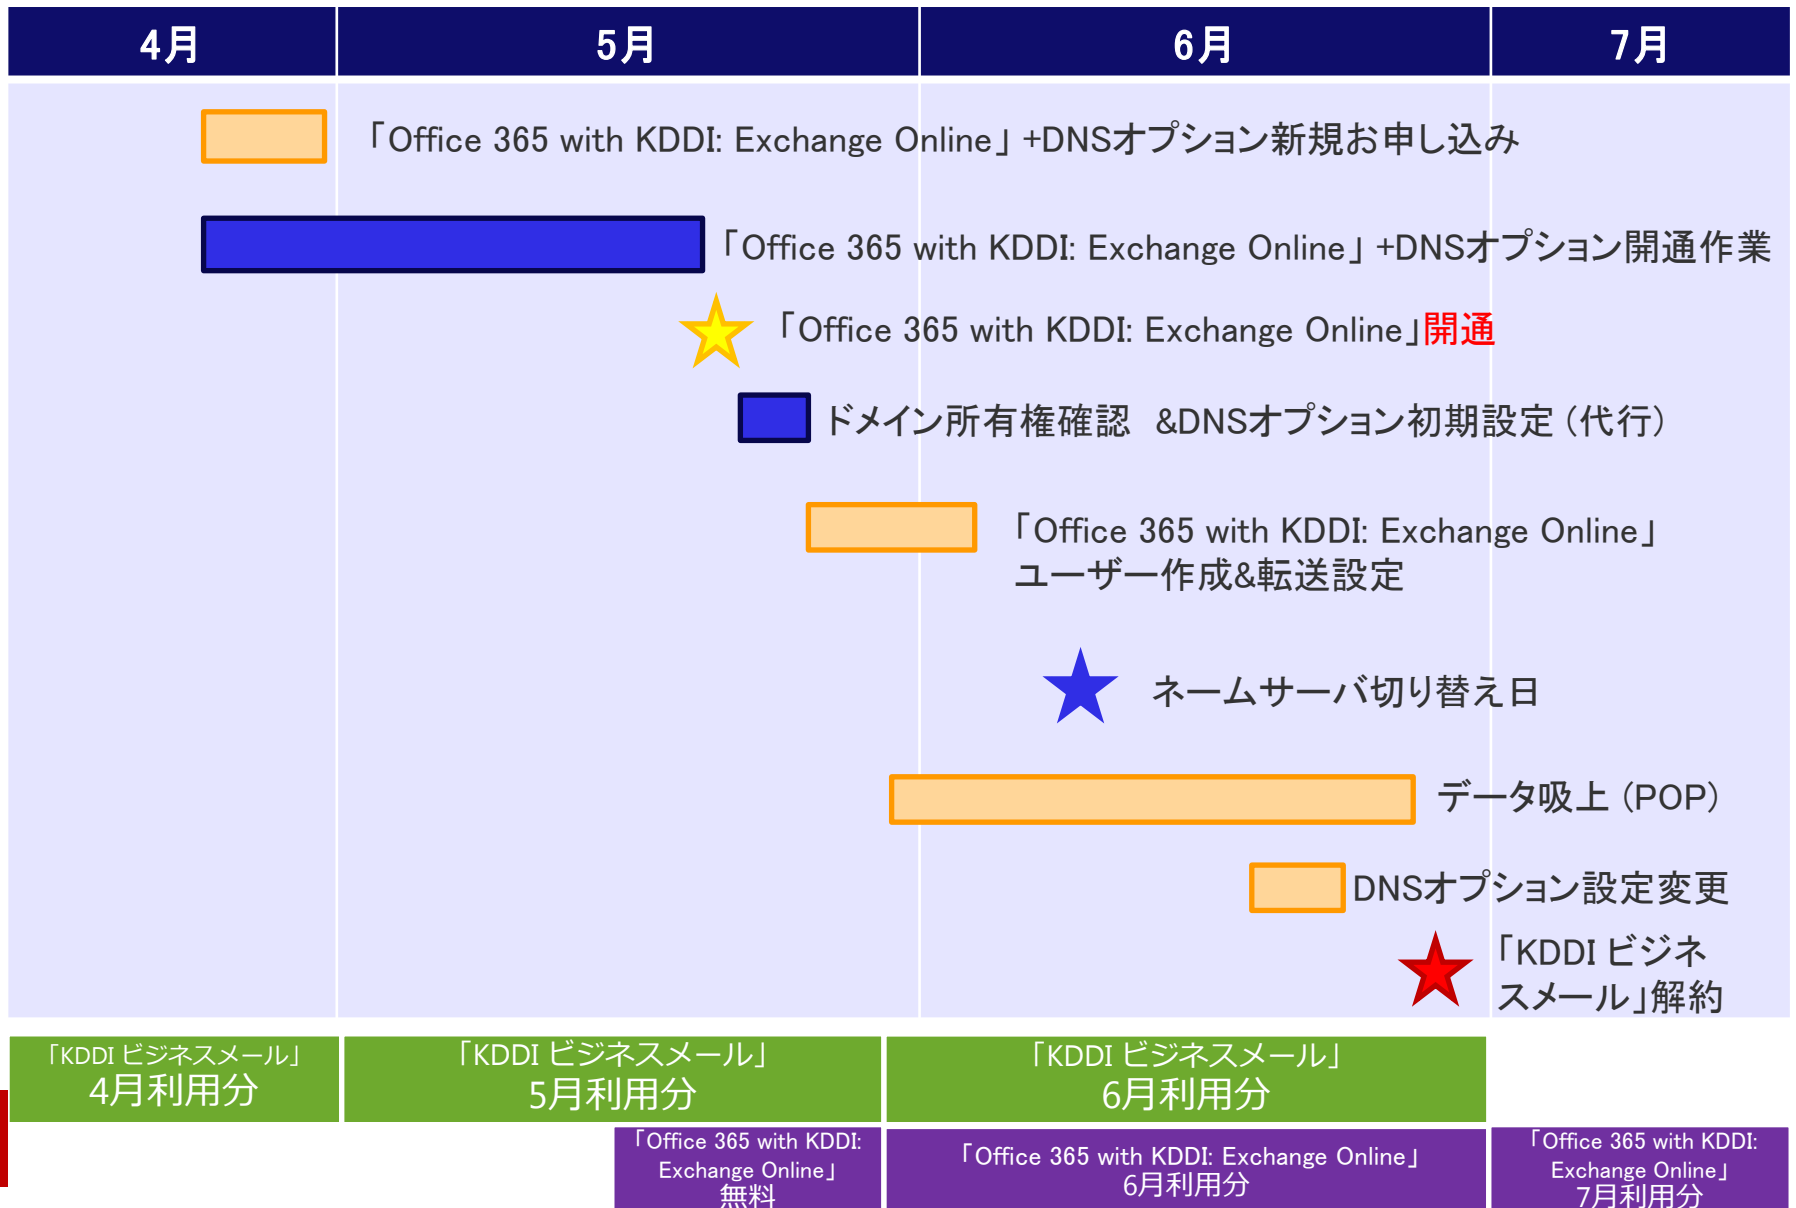 4月
5月
6月
7月
「Office 365 with KDDI: Exchange Online」+DNSオプション新規お申し込み
「Office 365 with KDDI: Exchange Online」+DNSオプション開通作業
「Office 365 with KDDI: Exchange Online」開通
ドメイン所有権確認 &DNSオプション初期設定(代行)
「Office 365 with KDDI: Exchange Online」
ユーザー作成&転送設定
ネームサーバ切り替え日
データ吸上(POP)
DNSオプション設定変更
「KDDI ビジネ
スメール」解約
「KDDI ビジネスメール」
4月利用分
「KDDI ビジネスメール」
5月利用分
「KDDI ビジネスメール」
6月利用分
「Office 365 with KDDI:
Exchange Online」
無料
「Office 365 with KDDI: Exchange Online」
6月利用分
「Office 365 with KDDI:
Exchange Online」
7月利用分